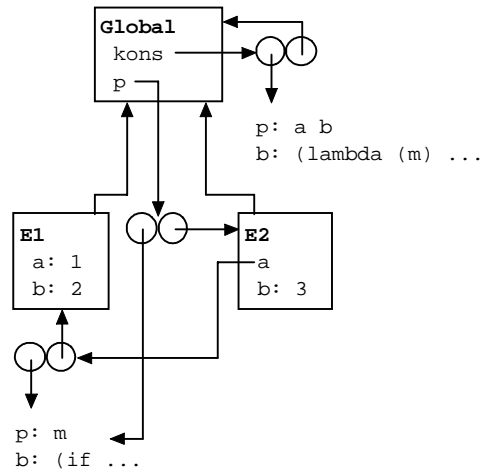 Global
kons
p
p: a b
b: (lambda (m) ...
E1
a: 1
b: 2
E2
a
b: 3
p: m
b: (if ...